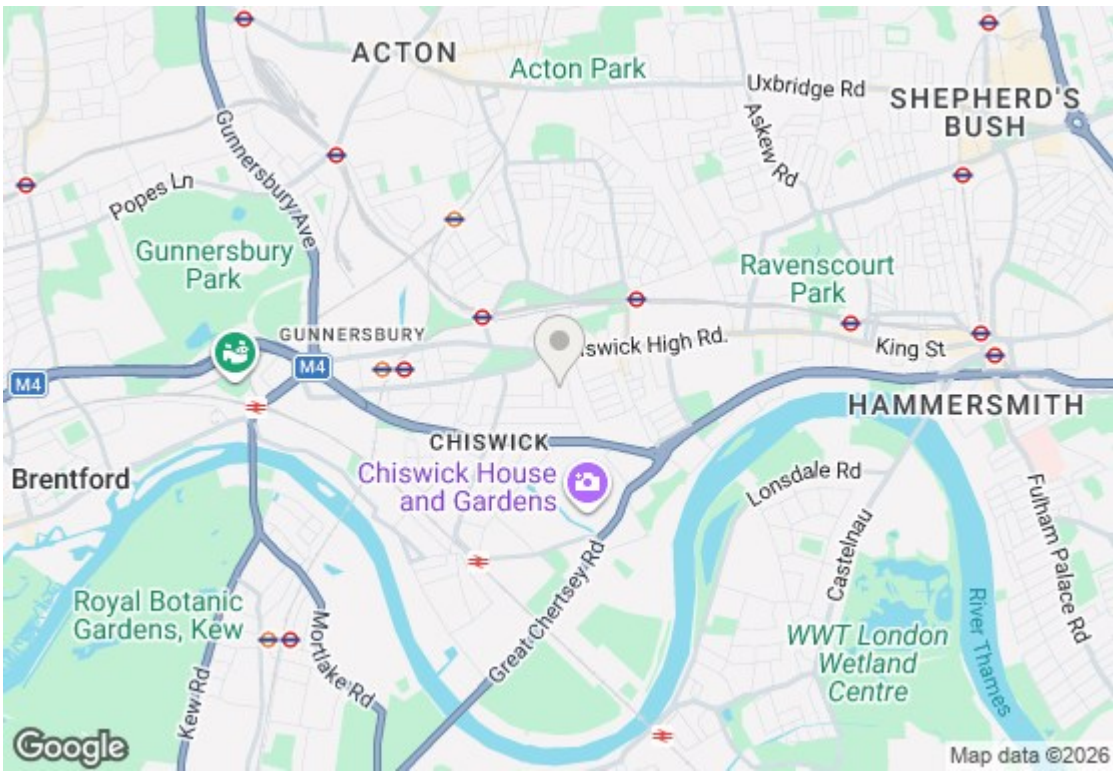 ACTON
Acton Park
Uxbridge Rd
SHEPHERD'S
BUSH
Askew Rd
Gunnersbury Ave
Popes Ln
Gunnersbury
Park
Ravenscourt
Park
GUNNERSBURY
iswick High Rd.
King St
M4
M4
HAMMERSMITH
CHISWICK
Brentford
Chiswick House
and Gardens
Lonsdale Rd
Fulham Palace Rd
Castelnau
Great Chertsey Rd
Royal Botanic
Gardens, Kew
Mortlake Rd
Kew Rd
WWT London
Wetland
Centre
River Thames
Google
Map data ©2026